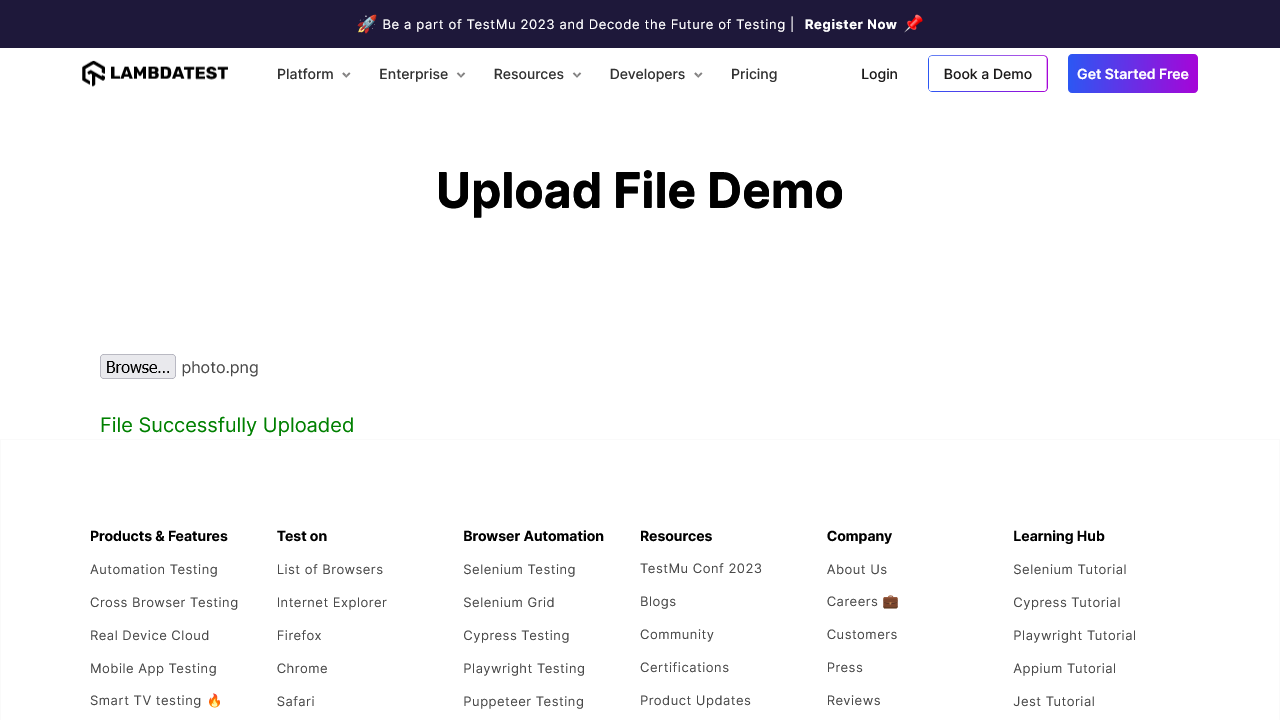 🚀 Be a part of TestMu 2023 and Decode the Future of Testing | Register Now 📌
LAMBDATEST Platform Enterprise Resources Developers Pricing Login Book a Demo Get Started Free
Upload File Demo
Browse... photo.png
File Successfully Uploaded
Products & Features
Automation Testing
Cross Browser Testing
Real Device Cloud
Mobile App Testing
Smart TV testing 🔥
Test on
List of Browsers
Internet Explorer
Firefox
Chrome
Safari
Browser Automation
Selenium Testing
Selenium Grid
Cypress Testing
Playwright Testing
Puppeteer Testing
Resources
TestMu Conf 2023
Blogs
Community
Certifications
Product Updates
Company
About Us
Careers 💼
Customers
Press
Reviews
Learning Hub
Selenium Tutorial
Cypress Tutorial
Playwright Tutorial
Appium Tutorial
Jest Tutorial